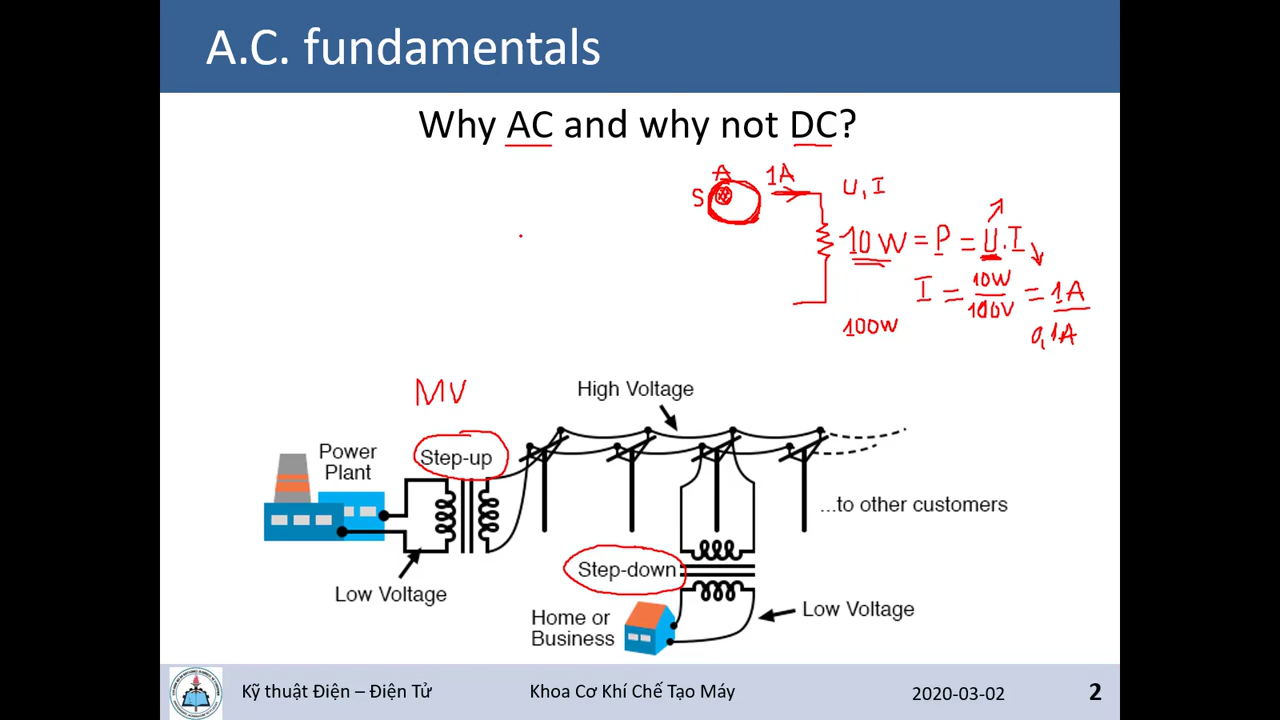 A.C. fundamentals
Why AC and why not DC?
A
S
1A
U, I
10W = P = U.I
I = 10W / 100V = 1A
0,1A
100W
MV
High Voltage
Step-up
Power
Plant
...to other customers
Low Voltage
Step-down
Home or
Business
Low Voltage
Kỹ thuật Điện – Điện Tử
Khoa Cơ Khí Chế Tạo Máy
2020-03-02
2